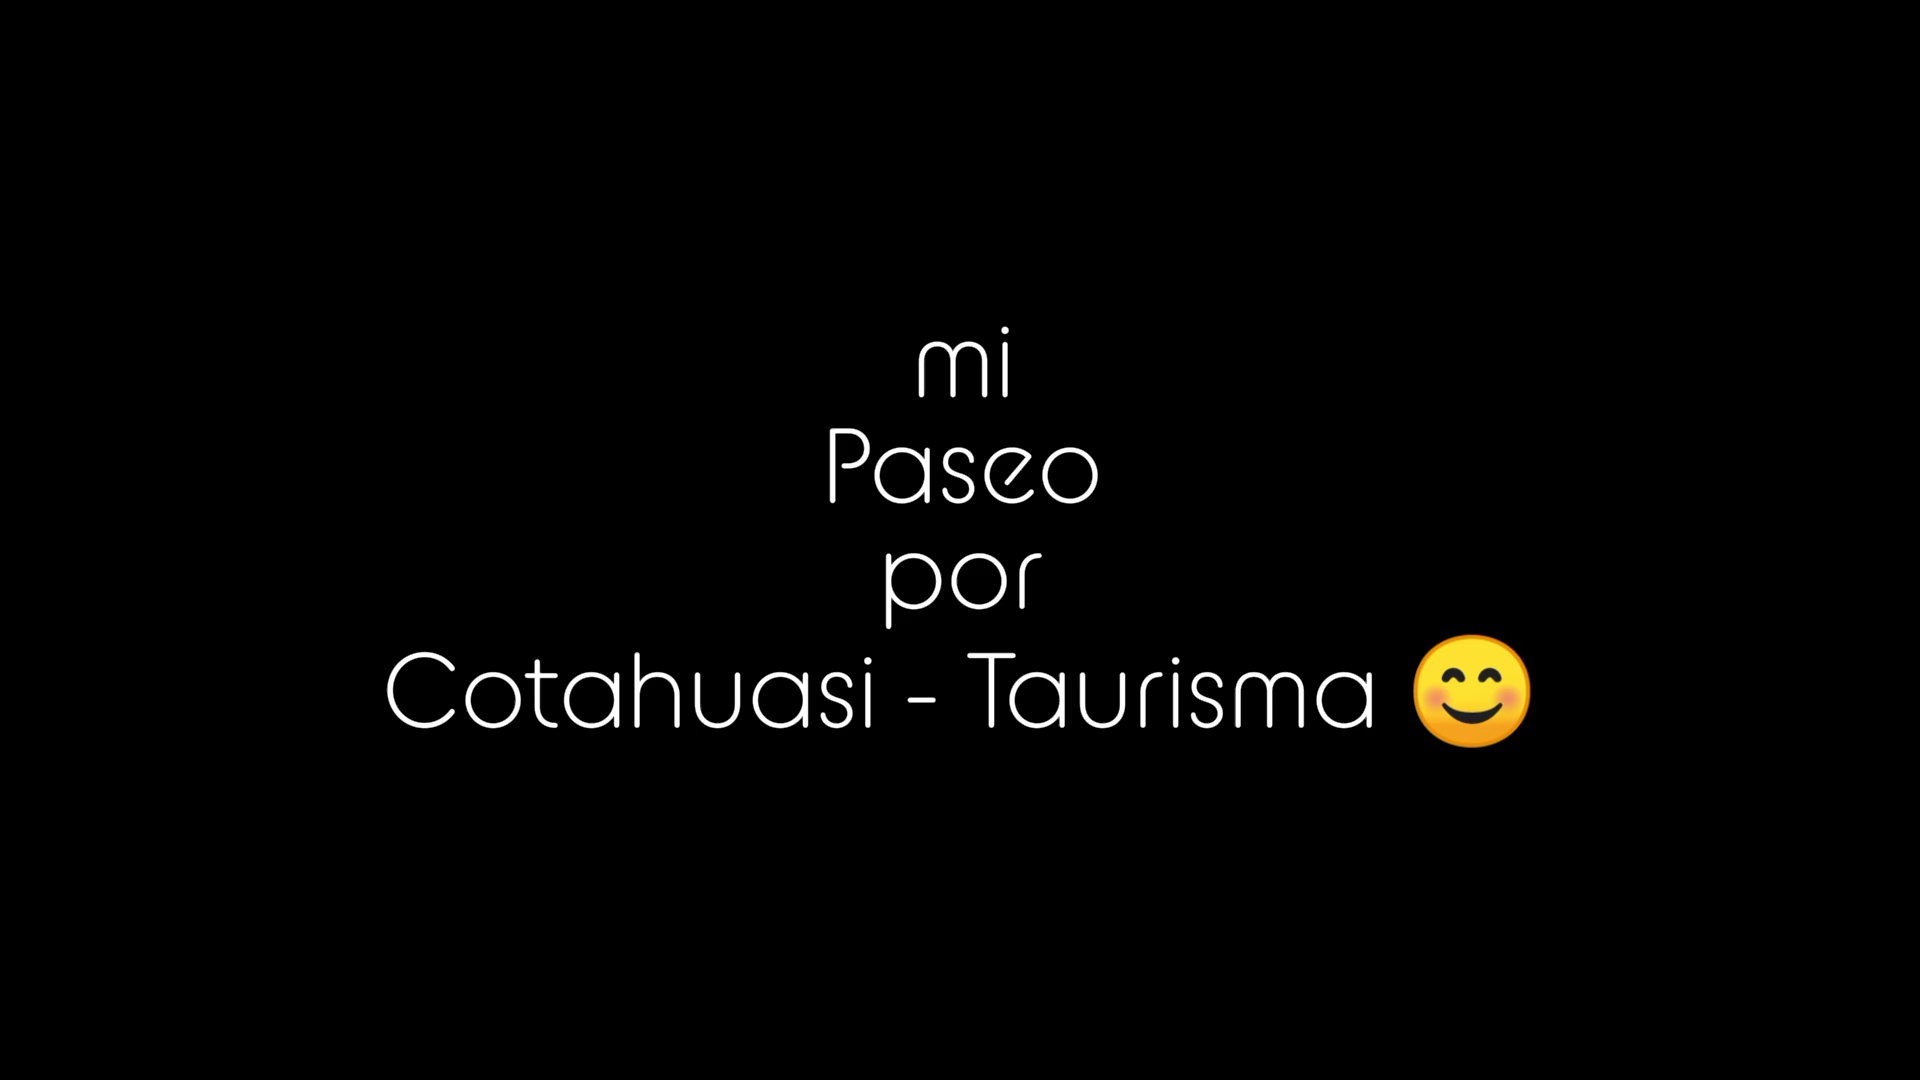 mi
Paseo
por
Cotahuasi - Taurisma 😊